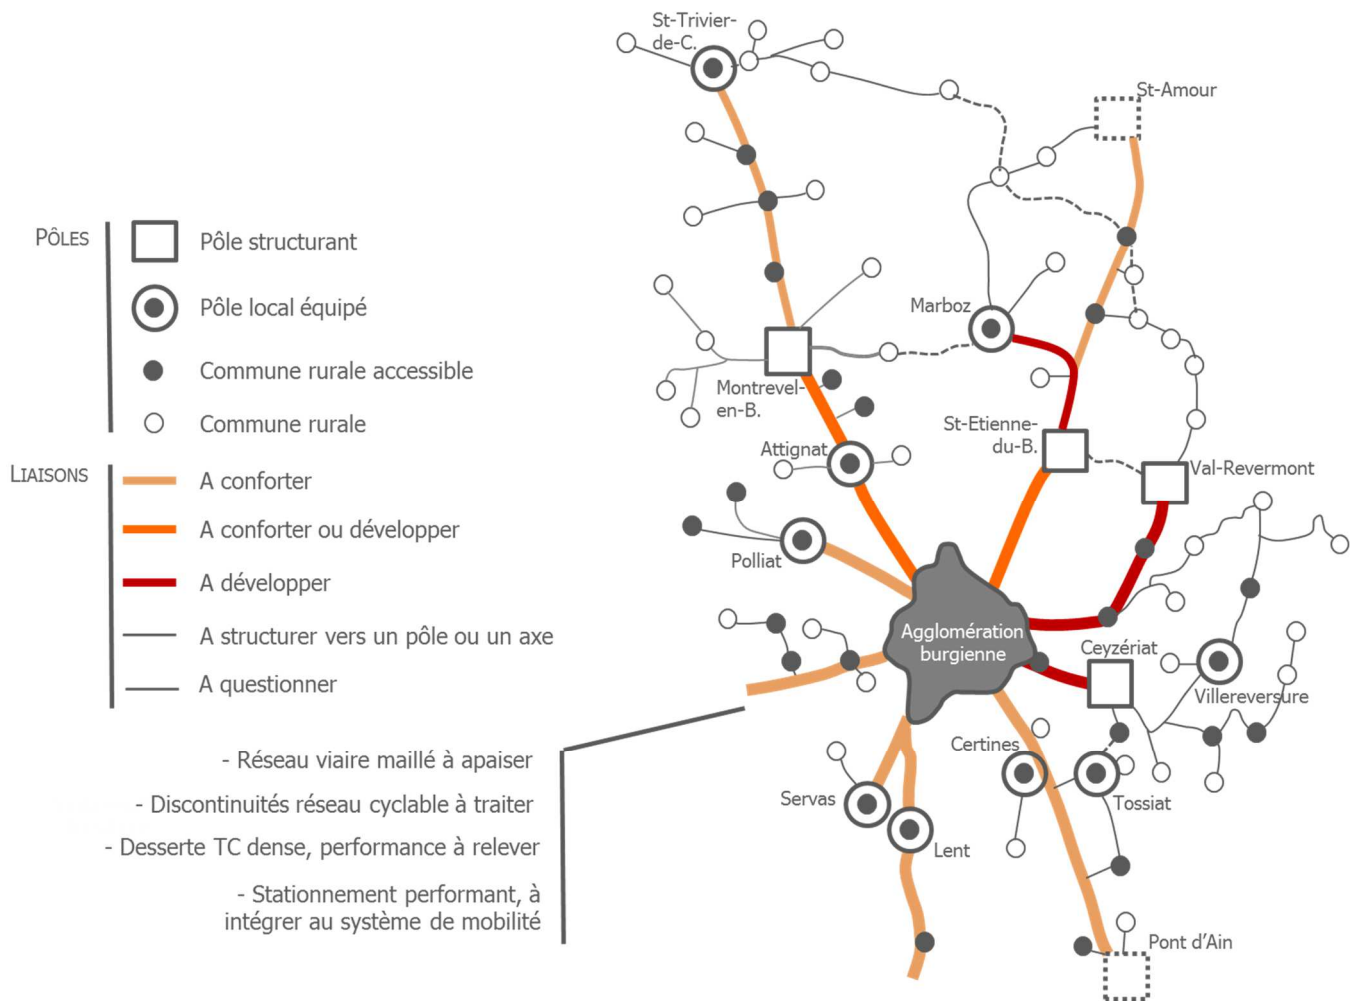 St-Trivier-
de-C.
St-Amour
PÔLES
Pôle structurant
Pôle local équipé
Commune rurale accessible
Commune rurale
LIAISONS
A conforter
A conforter ou développer
A développer
A structurer vers un pôle ou un axe
A questionner
Marboz
Montrevel-
en-B.
Attignat
St-Etienne-
du-B.
Val-Revermont
Polliat
Agglomération
burgienne
Ceyzériat
Villereversure
Certines
Tossiat
Servas
Lent
Pont d'Ain
- Réseau viaire maillé à apaiser
- Discontinuités réseau cyclable à traiter
- Desserte TC dense, performance à relever
- Stationnement performant, à
intégrer au système de mobilité